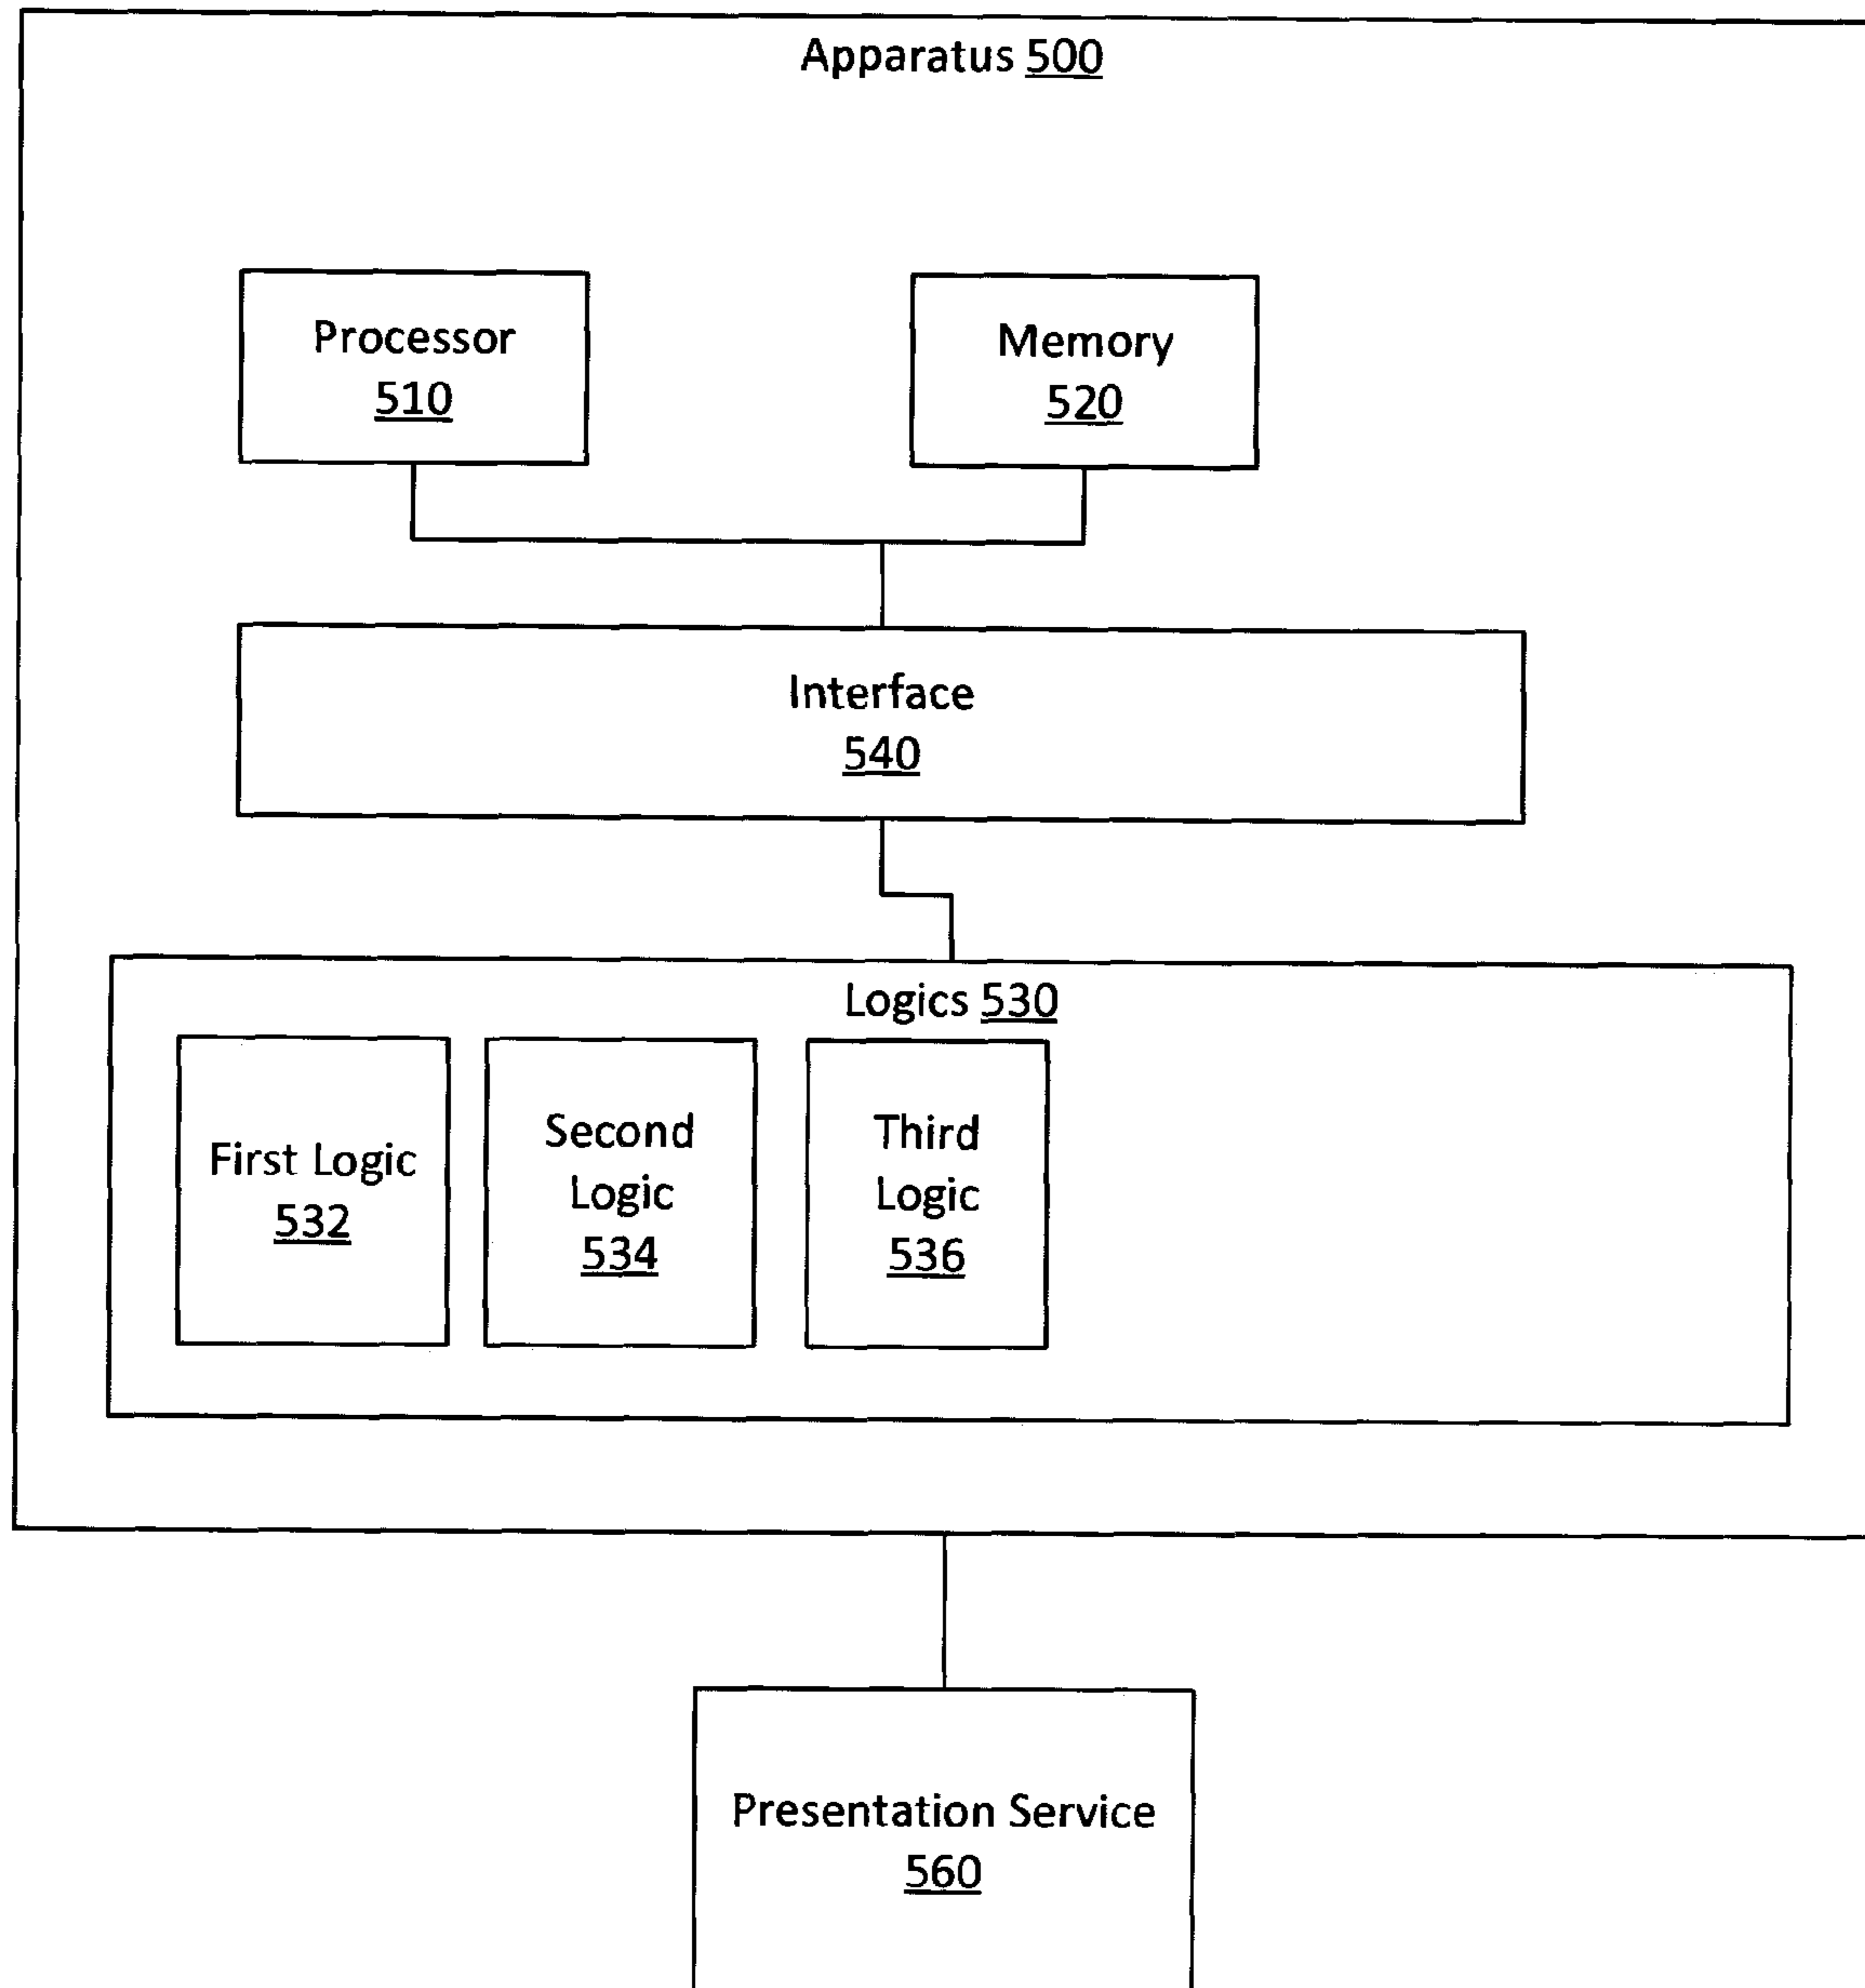 Apparatus 500
Processor
510
Memory
520
Interface
540
Logics 530
First Logic
532
Second
Logic
534
Third
Logic
536
Presentation Service
560